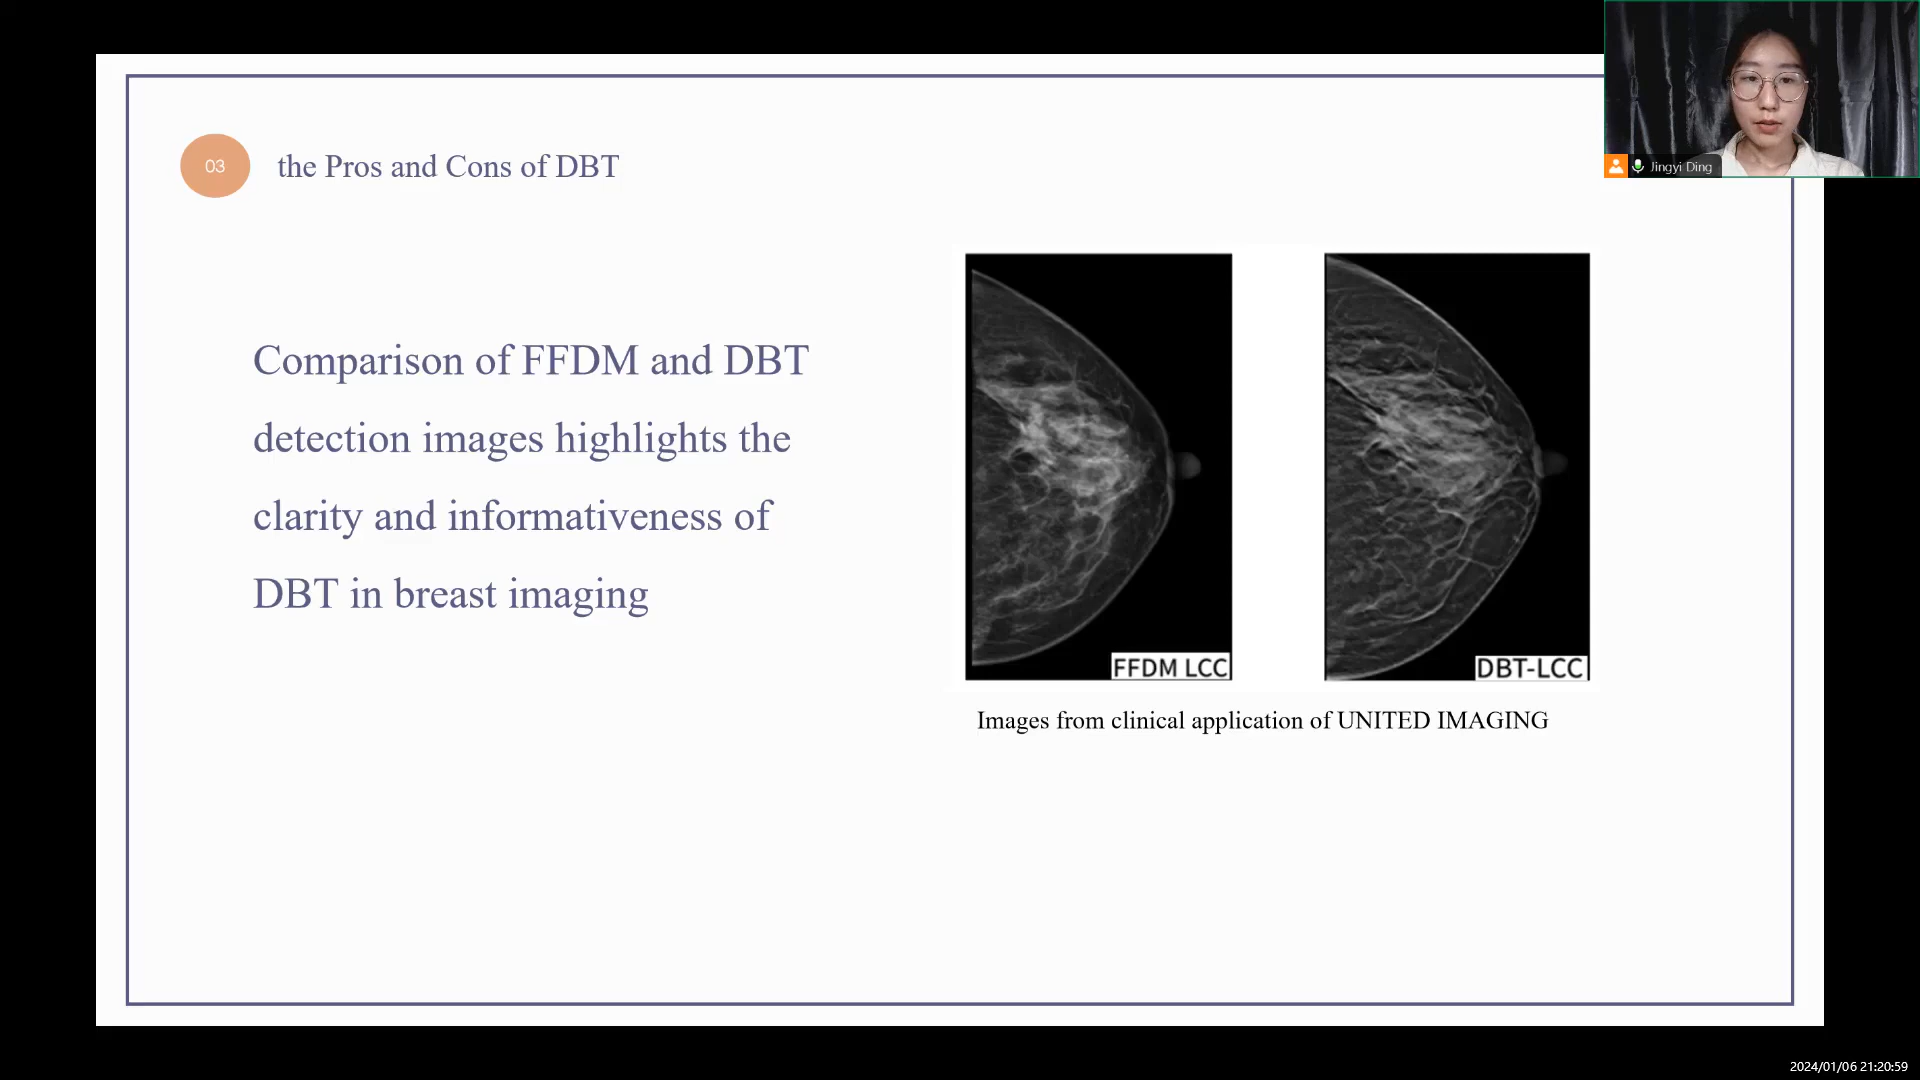 03
the Pros and Cons of DBT
Comparison of FFDM and DBT
detection images highlights the
clarity and informativeness of
DBT in breast imaging
FFDM LCC
DBT-LCC
Images from clinical application of UNITED IMAGING
Jingyi Ding
2024/01/06 21:20:59